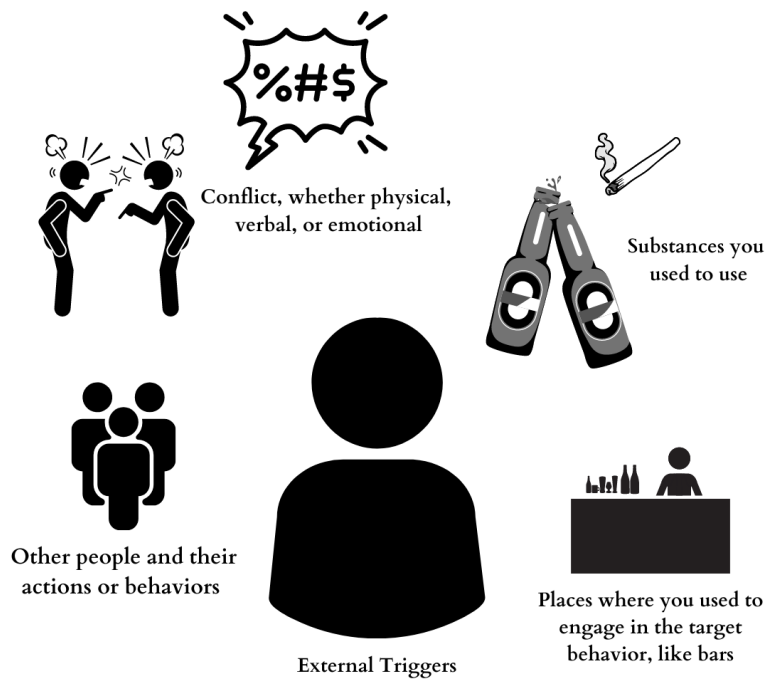 %#$
Conflict, whether physical,
verbal, or emotional
Substances you
used to use
Other people and their
actions or behaviors
Places where you used to
engage in the target
behavior, like bars
External Triggers